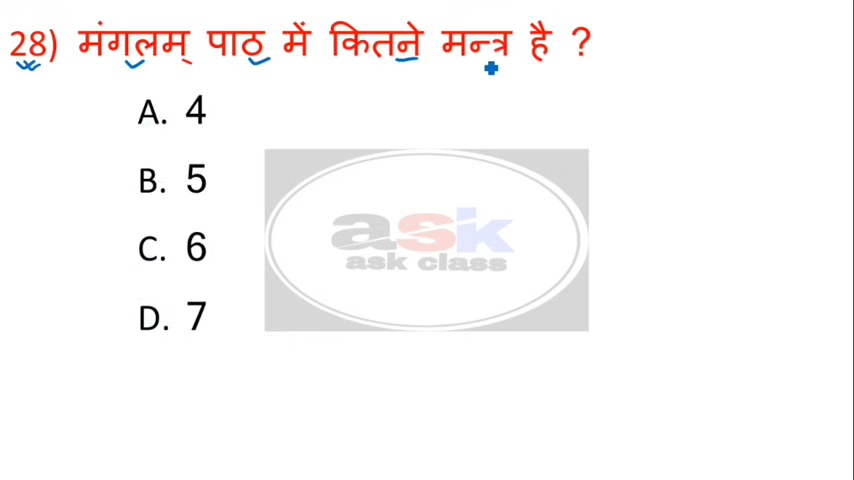 28) मंगलम् पाठ में कितने मन्त्र है ?
A. 4
B. 5
C. 6
D. 7
ask
ask class